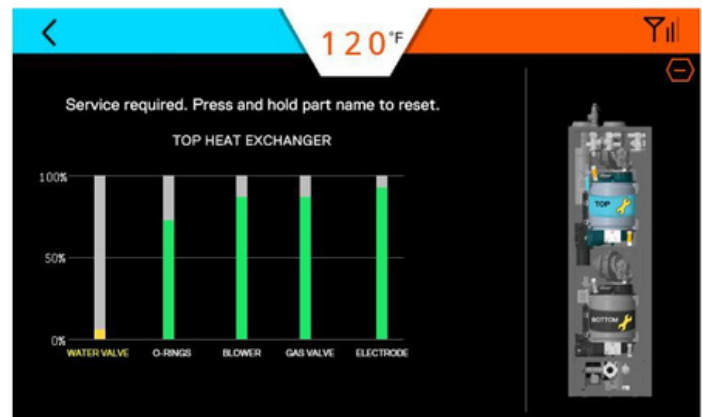 120°F
Service required. Press and hold part name to reset.
TOP HEAT EXCHANGER
100%
50%
0%
WATER VALVE O-RINGS BLOWER GAS VALVE ELECTRODE
TOP
BOTTOM